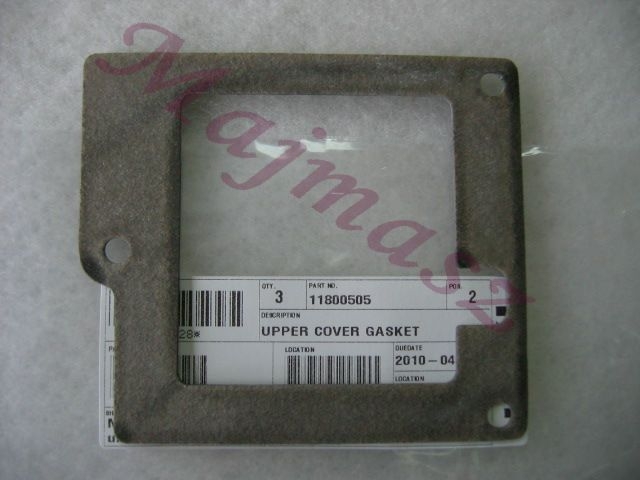 Majmasz
QTY. PART NO. POS.
3 11800505 2
DESCRIPTION
28* UPPER COVER GASKET
LOCATION DUEDATE
2010-04
LOCATION